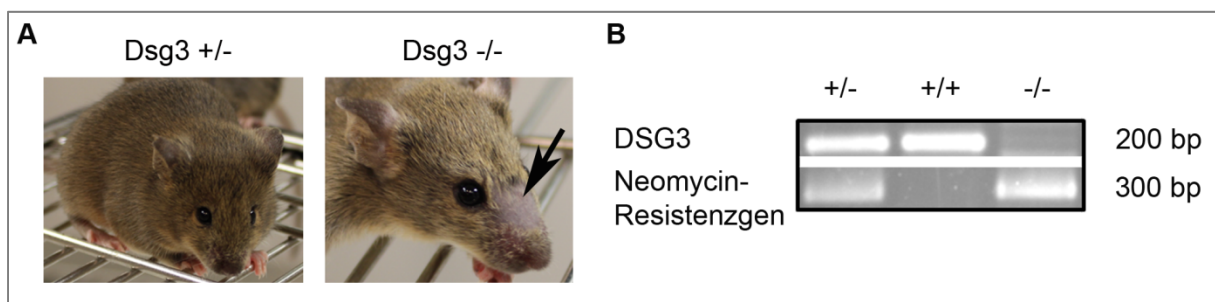 A
Dsg3 +/-
Dsg3 -/-
B
+/- +/+ -/-
DSG3 200 bp
Neomycin-
Resistenzgen 300 bp